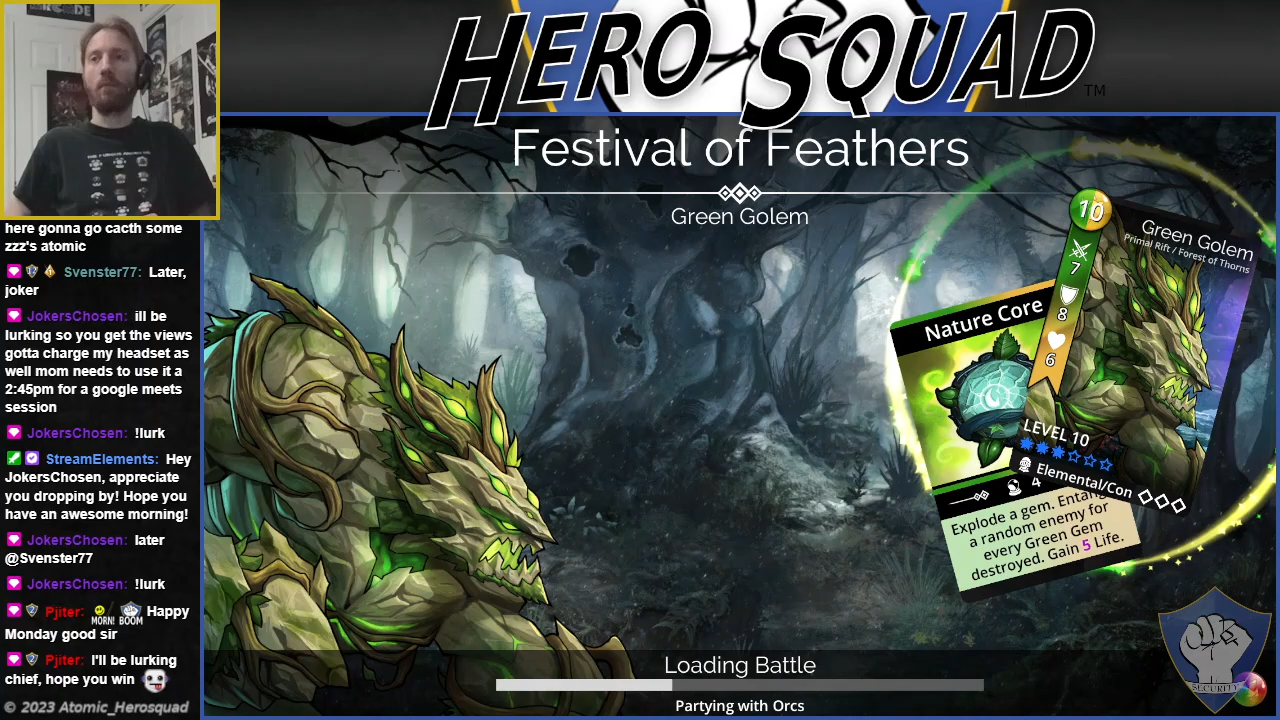 HERO SQUAD
TM
Festival of Feathers
Green Golem
here gonna go cacth some
zzz's atomic
Svenster77: Later,
joker
JokersChosen: ill be
lurking so you get the views
gotta charge my headset as
well mom needs to use it a
2:45pm for a google meets
session
JokersChosen: !lurk
StreamElements: Hey
JokersChosen, appreciate
you dropping by! Hope you
have an awesome morning!
JokersChosen: later
@Svenster77
JokersChosen: !lurk
Pjiter: MORN! BOOM Happy
Monday good sir
Pjiter: I'll be lurking
chief, hope you win
© 2023 Atomic_Herosquad
10
7
8
6
Green Golem
Primal Rift / Forest of Thorns
LEVEL 10
Elemental/Con
Nature Core
4
Explode a gem. Entang
a random enemy for
every Green Gem
destroyed. Gain 5 Life.
SECURITY
Loading Battle
Partying with Orcs